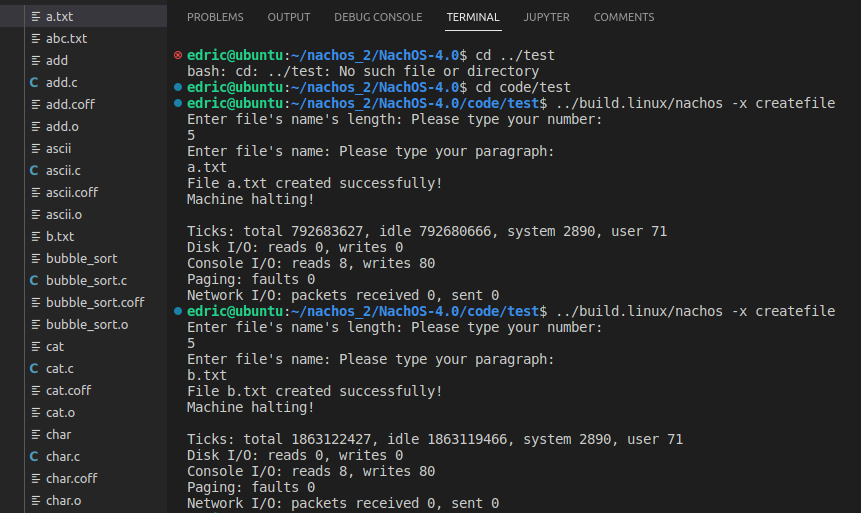 a.txt
abc.txt
add
C add.c
add.coff
add.o
ascii
C ascii.c
ascii.coff
ascii.o
b.txt
bubble_sort
C bubble_sort.c
bubble_sort.coff
bubble_sort.o
cat
C cat.c
cat.coff
cat.o
char
C char.c
char.coff
char.o
PROBLEMS OUTPUT DEBUG CONSOLE TERMINAL JUPYTER COMMENTS
edric@ubuntu:~/nachos_2/NachOS-4.0$ cd ../test
bash: cd: ../test: No such file or directory
edric@ubuntu:~/nachos_2/NachOS-4.0$ cd code/test
edric@ubuntu:~/nachos_2/NachOS-4.0/code/test$ ../build.linux/nachos -x createfile
Enter file's name's length: Please type your number:
5
Enter file's name: Please type your paragraph:
a.txt
File a.txt created successfully!
Machine halting!
Ticks: total 792683627, idle 792680666, system 2890, user 71
Disk I/O: reads 0, writes 0
Console I/O: reads 8, writes 80
Paging: faults 0
Network I/O: packets received 0, sent 0
edric@ubuntu:~/nachos_2/NachOS-4.0/code/test$ ../build.linux/nachos -x createfile
Enter file's name's length: Please type your number:
5
Enter file's name: Please type your paragraph:
b.txt
File b.txt created successfully!
Machine halting!
Ticks: total 1863122427, idle 1863119466, system 2890, user 71
Disk I/O: reads 0, writes 0
Console I/O: reads 8, writes 80
Paging: faults 0
Network I/O: packets received 0, sent 0